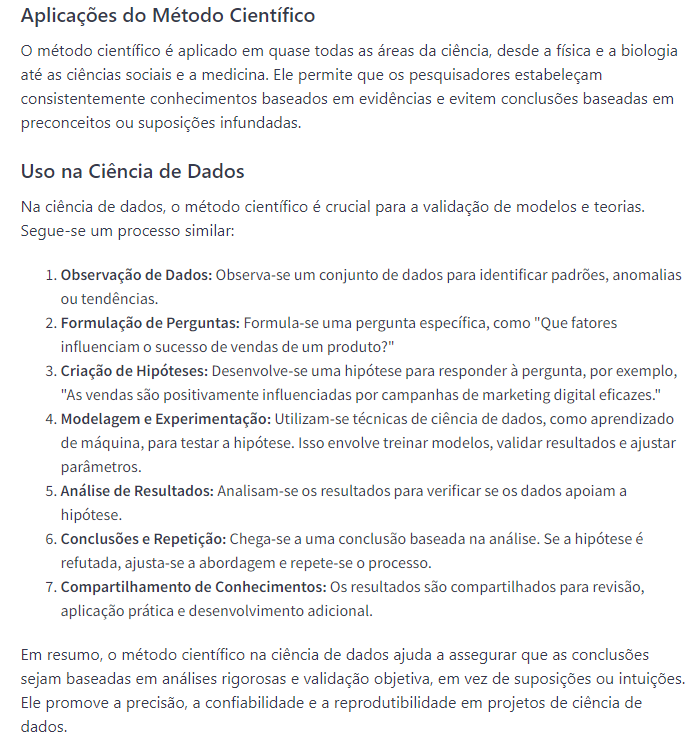 Aplicações do Método Científico
O método científico é aplicado em quase todas as áreas da ciência, desde a física e a biologia
até as ciências sociais e a medicina. Ele permite que os pesquisadores estabeleçam
consistentemente conhecimentos baseados em evidências e evitem conclusões baseadas em
preconceitos ou suposições infundadas.
Uso na Ciência de Dados
Na ciência de dados, o método científico é crucial para a validação de modelos e teorias.
Segue-se um processo similar:
1. Observação de Dados: Observa-se um conjunto de dados para identificar padrões, anomalias
ou tendências.
2. Formulação de Perguntas: Formula-se uma pergunta específica, como "Que fatores
influenciam o sucesso de vendas de um produto?"
3. Criação de Hipóteses: Desenvolve-se uma hipótese para responder à pergunta, por exemplo,
"As vendas são positivamente influenciadas por campanhas de marketing digital eficazes."
4. Modelagem e Experimentação: Utilizam-se técnicas de ciência de dados, como aprendizado
de máquina, para testar a hipótese. Isso envolve treinar modelos, validar resultados e ajustar
parâmetros.
5. Análise de Resultados: Analisam-se os resultados para verificar se os dados apoiam a
hipótese.
6. Conclusões e Repetição: Chega-se a uma conclusão baseada na análise. Se a hipótese é
refutada, ajusta-se a abordagem e repete-se o processo.
7. Compartilhamento de Conhecimentos: Os resultados são compartilhados para revisão,
aplicação prática e desenvolvimento adicional.
Em resumo, o método científico na ciência de dados ajuda a assegurar que as conclusões
sejam baseadas em análises rigorosas e validação objetiva, em vez de suposições ou intuições.
Ele promove a precisão, a confiabilidade e a reprodutibilidade em projetos de ciência de
dados.